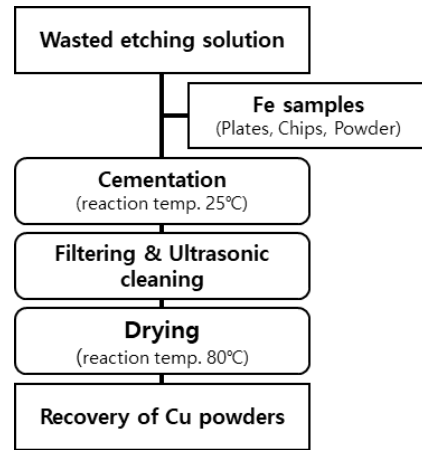 Wasted etching solution
Fe samples
(Plates, Chips, Powder)
Cementation
(reaction temp. 25℃)
Filtering & Ultrasonic
cleaning
Drying
(reaction temp. 80℃)
Recovery of Cu powders